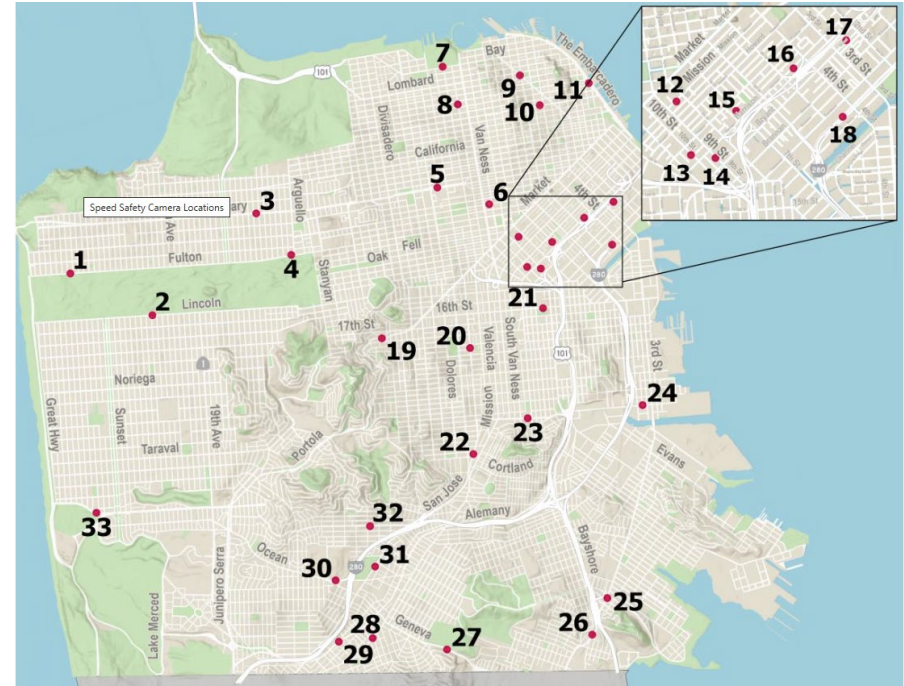 7
Bay
101
The Embarcadero
Lombard
9
11
8
10
Divisadero
Van Ness
California
5
6
Market
4th St
Speed Safety Camera Locations
ary
3
Ave
Arguello
1
Fulton
4
Oak
Fell
Stanyan
280
2
Lincoln
21
16th St
17th St
19
20
Valencia
South Van Ness
101
3rd St
1
Dolores
Mission
Noriega
Great Hwy
Sunset
19th Ave
24
23
Taraval
Portola
22
Cortland
Evans
San Jose
Alemany
33
32
Ocean
Bayshore
280
31
30
Junipero Serra
Lake Merced
25
28
Geneva
26
29
27
17
Market
Mission
16
3rd St
12
4th St
10th St
15
9th St
18
13
14
280